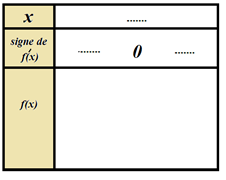 x .......
signe de
f'(x) ....... 0 .......
f(x)